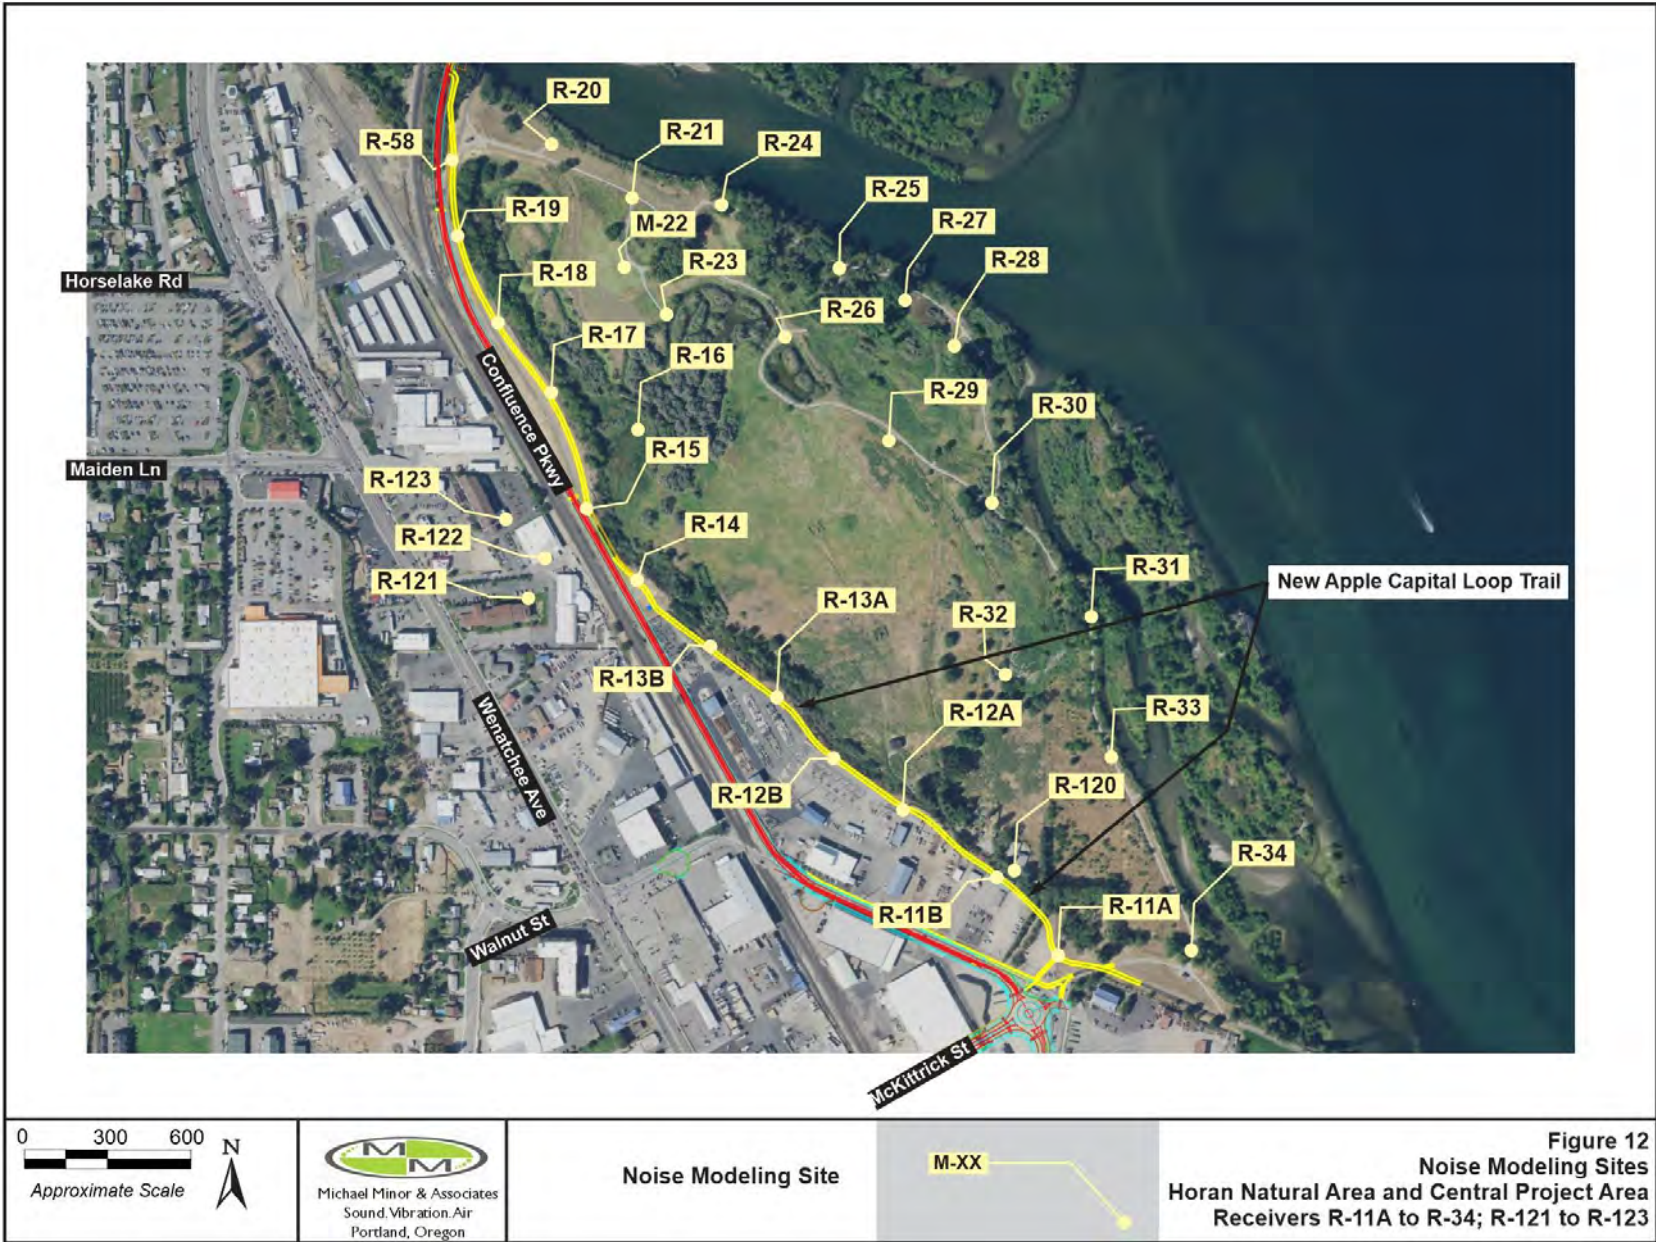 R-20
R-58
R-21
R-24
R-25
R-19
M-22
R-27
R-18
R-23
R-28
Horselake Rd
R-26
R-17
R-16
Confluence Pkwy
R-29
R-30
R-15
Maiden Ln
R-123
R-14
R-122
R-121
R-31
New Apple Capital Loop Trail
R-13A
R-32
R-13B
R-12A
R-33
Wenatchee Ave
R-12B
R-120
R-34
R-11B
R-11A
Walnut St
McKittrick St
0 300 600
Approximate Scale
N
M M
Michael Minor & Associates
Sound.Vibration.Air
Portland, Oregon
Noise Modeling Site
M-XX
Figure 12
Noise Modeling Sites
Horan Natural Area and Central Project Area
Receivers R-11A to R-34; R-121 to R-123